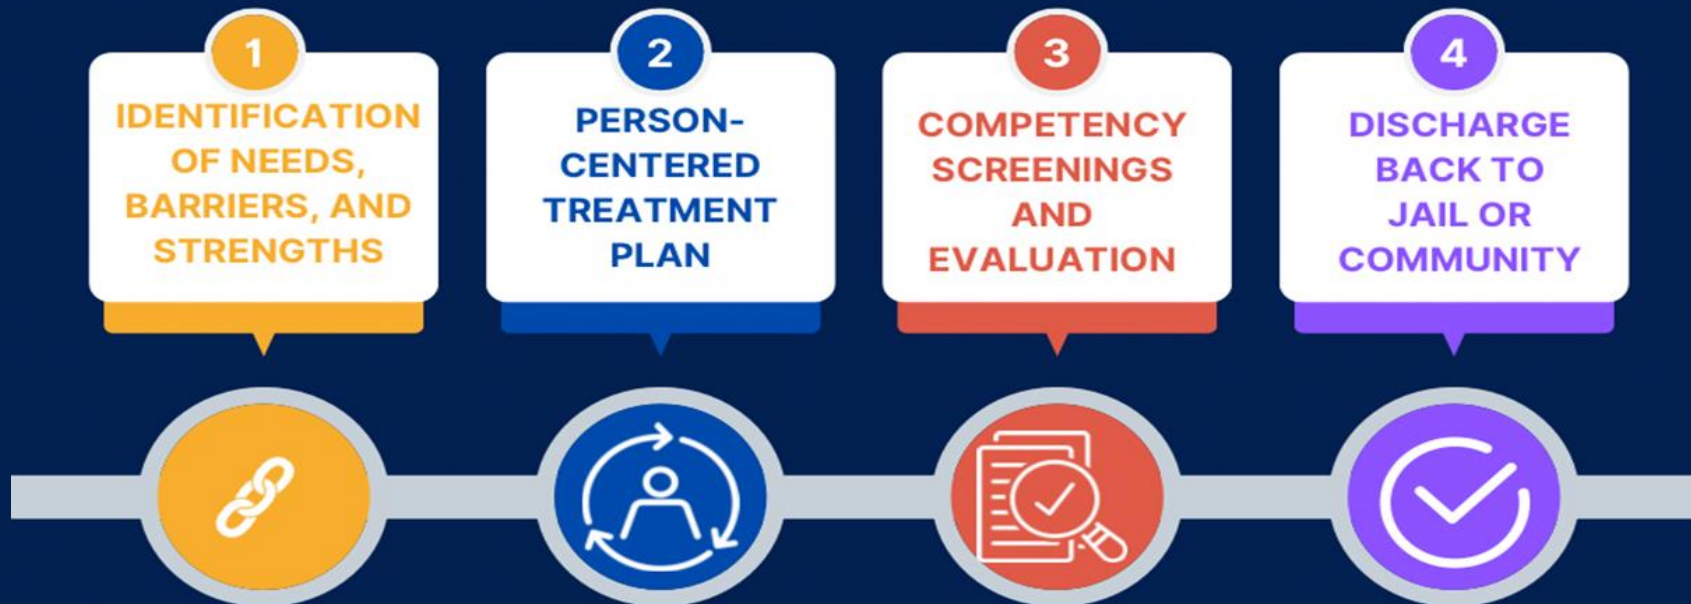 1
IDENTIFICATION
OF NEEDS,
BARRIERS, AND
STRENGTHS
2
PERSON-
CENTERED
TREATMENT
PLAN
3
COMPETENCY
SCREENINGS
AND
EVALUATION
4
DISCHARGE
BACK TO
JAIL OR
COMMUNITY